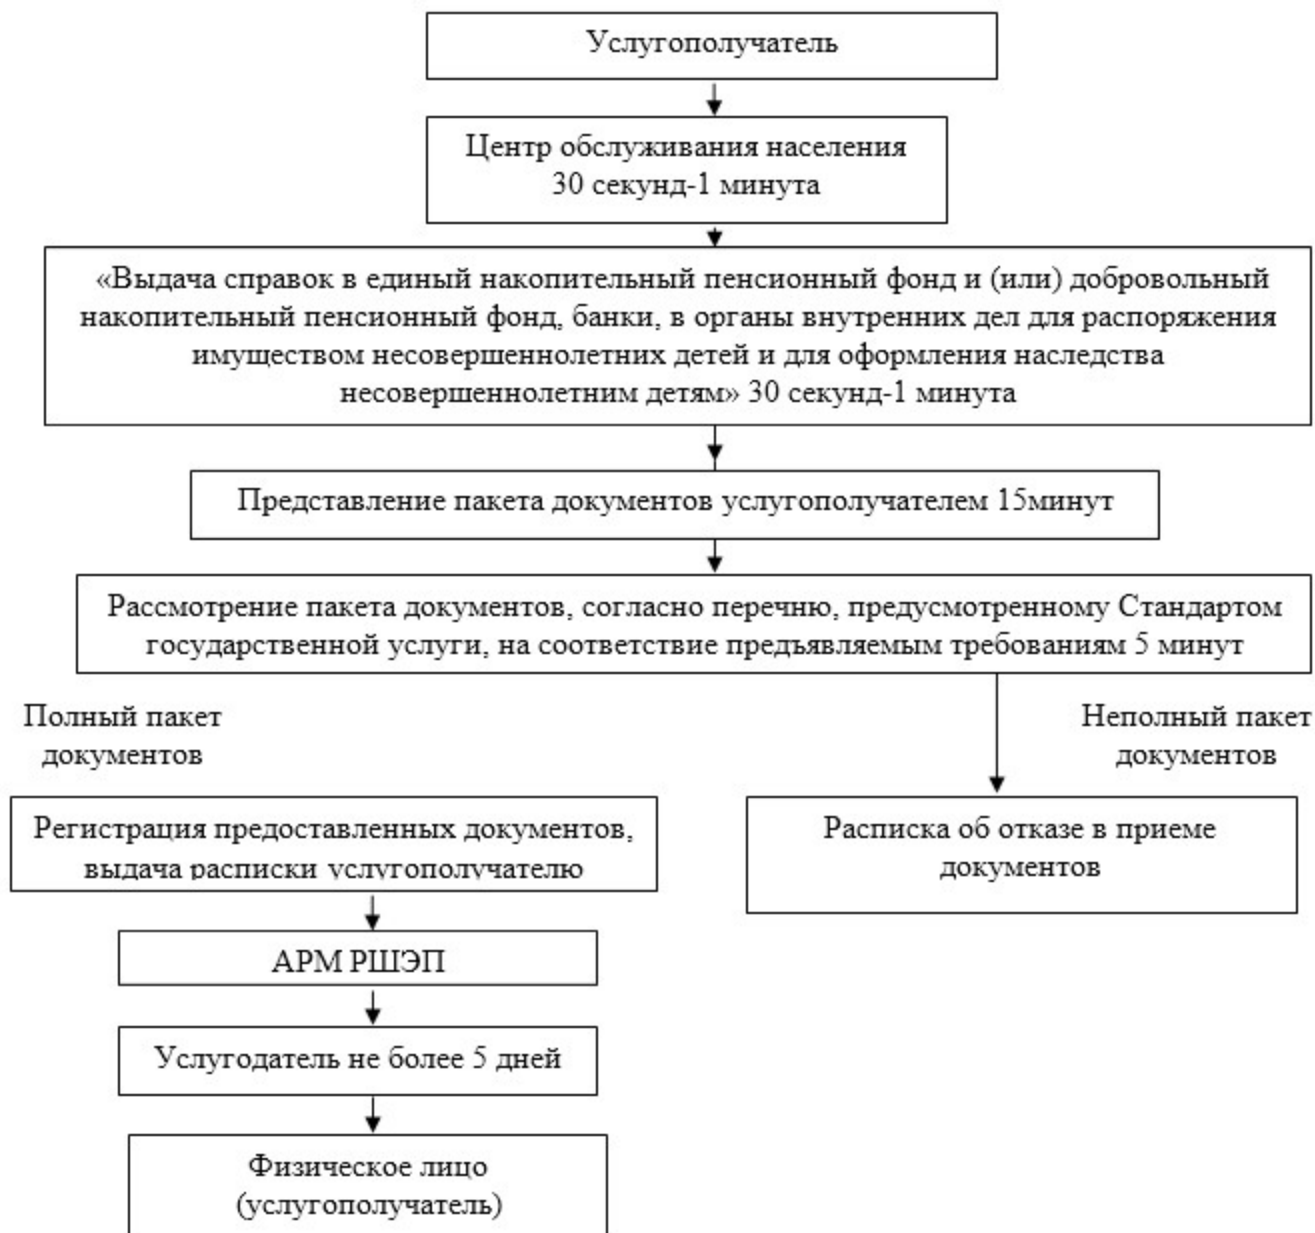 Услугополучатель
Центр обслуживания населения
30 секунд-1 минута
«Выдача справок в единый накопительный пенсионный фонд и (или) добровольный
накопительный пенсионный фонд, банки, в органы внутренних дел для распоряжения
имуществом несовершеннолетних детей и для оформления наследства
несовершеннолетним детям» 30 секунд-1 минута
Представление пакета документов услугополучателем 15минут
Рассмотрение пакета документов, согласно перечню, предусмотренному Стандартом
государственной услуги, на соответствие предъявляемым требованиям 5 минут
Полный пакет
документов
Неполный пакет
документов
Регистрация предоставленных документов,
выдача расписки услугополучателю
Расписка об отказе в приеме
документов
АРМ РШЭП
Услугодатель не более 5 дней
Физическое лицо
(услугополучатель)